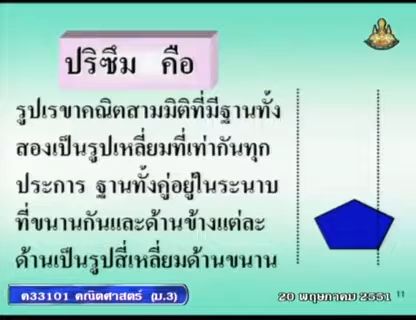 ปริซึม คือ
รูปเรขาคณิตสามมิติที่มีฐานทั้ง
สองเป็นรูปเหลี่ยมที่เท่ากันทุก
ประการ ฐานทั้งคู่อยู่ในระนาบ
ที่ขนานกันและด้านข้างแต่ละ
ด้านเป็นรูปสี่เหลี่ยมด้านขนาน
ค33101 คณิตศาสตร์ (ม.3)
20 พฤษภาคม 2551
11